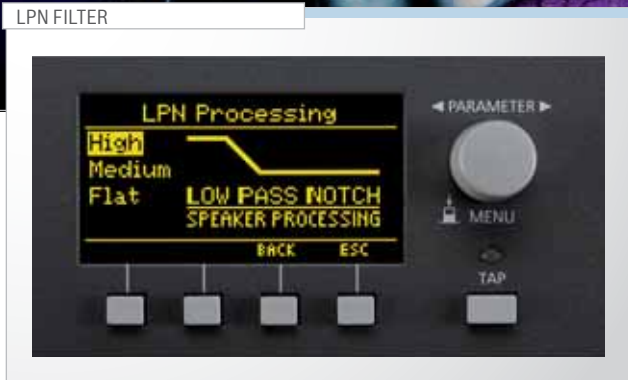 LPN FILTER
LPN Processing
High
Medium
Flat
LOW PASS NOTCH
SPEAKER PROCESSING
BACK ESC
◄ PARAMETER ►
MENU
TAP